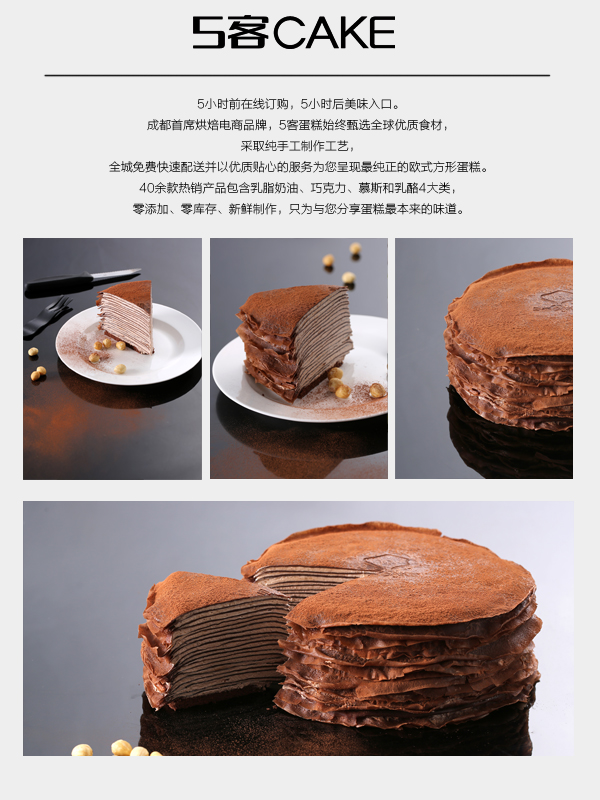 5客CAKE
5小时前在线订购，5小时后美味入口。
成都首席烘焙电商品牌，5客蛋糕始终甄选全球优质食材，
采取纯手工制作工艺，
全城免费快速配送并以优质贴心的服务为您呈现最纯正的欧式方形蛋糕。
40余款热销产品包含乳脂奶油、巧克力、慕斯和乳酪4大类，
零添加、零库存、新鲜制作，只为与您分享蛋糕最本来的味道。